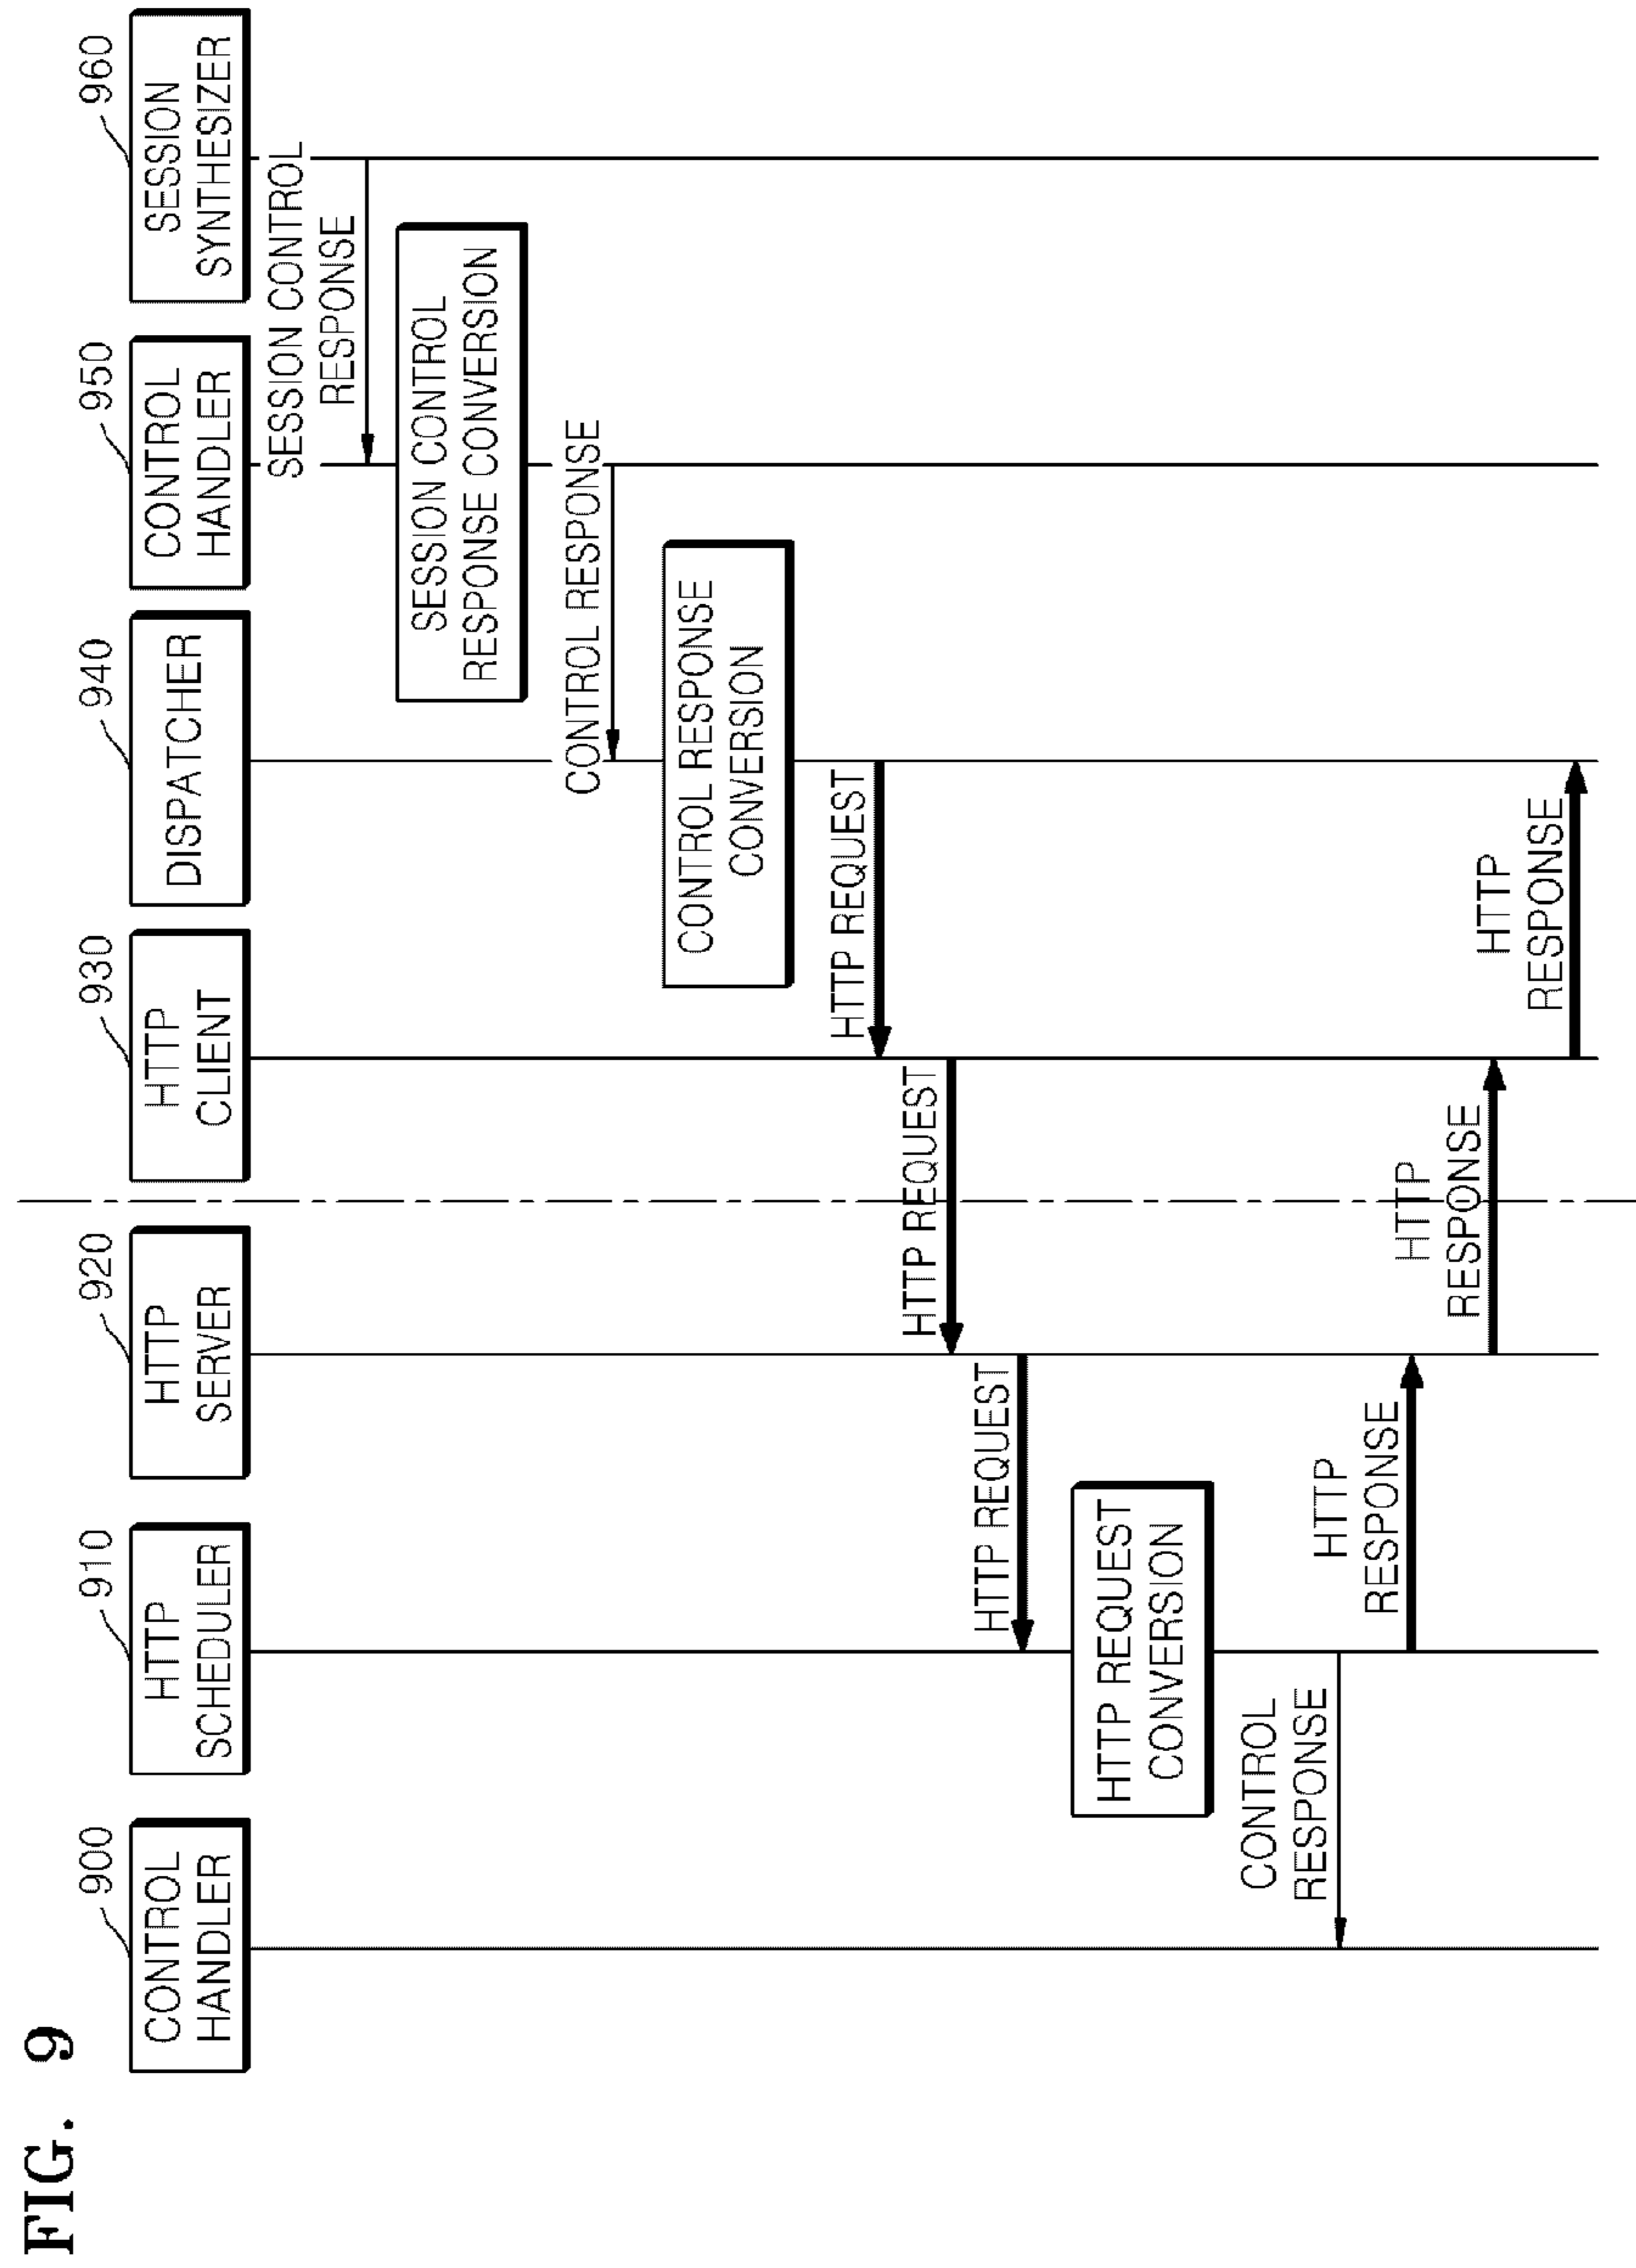 FIG. 9
900
CONTROL
HANDLER
910
HTTP
SCHEDULER
920
HTTP
SERVER
930
HTTP
CLIENT
940
DISPATCHER
950
CONTROL
HANDLER
960
SESSION
SYNTHESIZER
SESSION CONTROL
RESPONSE
SESSION CONTROL
RESPONSE CONVERSION
CONTROL RESPONSE
CONTROL RESPONSE
CONVERSION
HTTP REQUEST
HTTP REQUEST
HTTP REQUEST
HTTP REQUEST
CONVERSION
CONTROL
RESPONSE
HTTP
RESPONSE
HTTP
RESPONSE
HTTP
RESPONSE